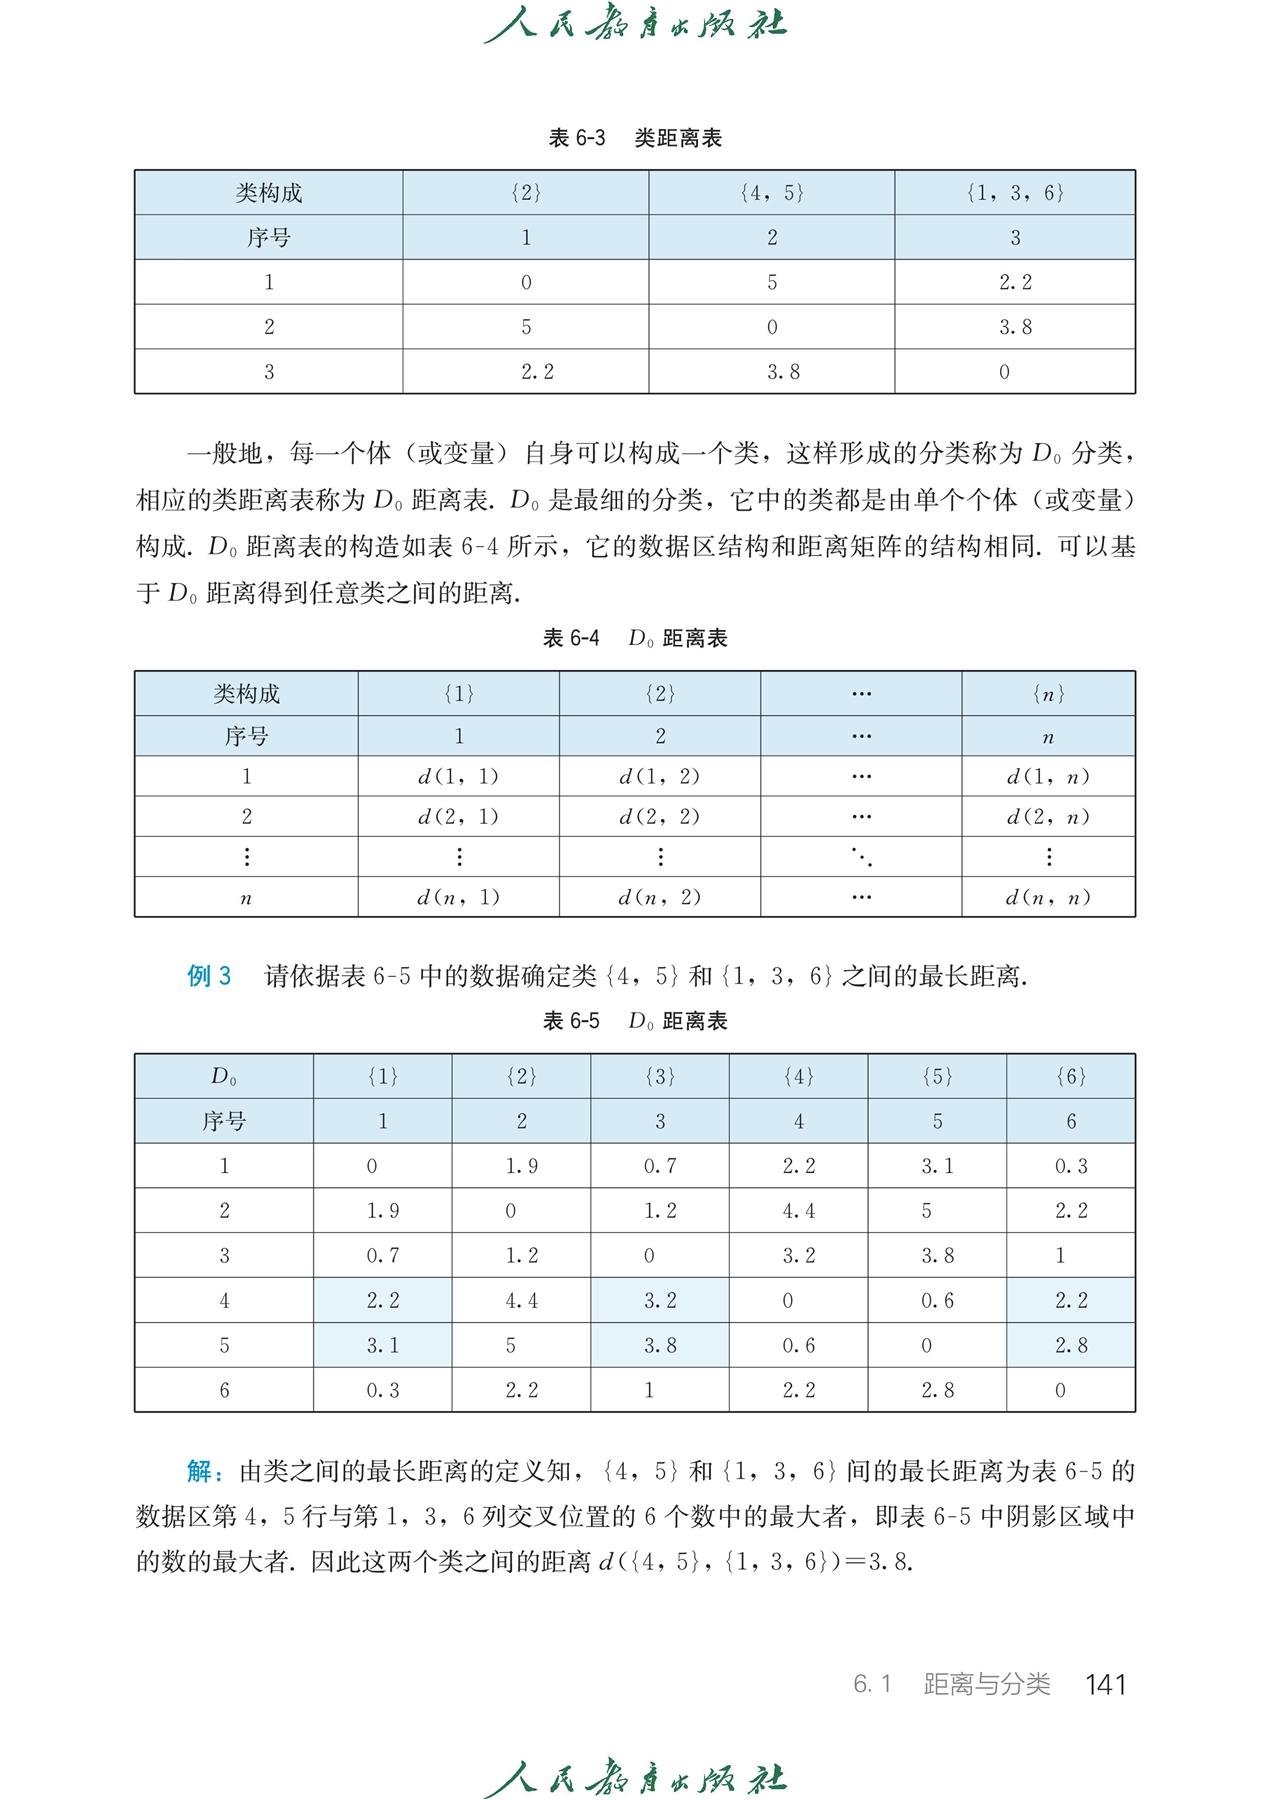 人民教育出版社
表 6-3 类距离表
类构成 {2} {4，5} {1，3，6}
序号 1 2 3
1 0 5 2.2
2 5 0 3.8
3 2.2 3.8 0
一般地，每一个体（或变量）自身可以构成一个类，这样形成的分类称为 D₀ 分类，
相应的类距离表称为 D₀ 距离表．D₀ 是最细的分类，它中的类都是由单个个体（或变量）
构成．D₀ 距离表的构造如表 6-4 所示，它的数据区结构和距离矩阵的结构相同．可以基
于 D₀ 距离得到任意类之间的距离．
表 6-4 D₀ 距离表
类构成 {1} {2} … {n}
序号 1 2 … n
1 d(1，1) d(1，2) … d(1，n)
2 d(2，1) d(2，2) … d(2，n)
⋮ ⋮ ⋮ ⋱ ⋮
n d(n，1) d(n，2) … d(n，n)
例 3 请依据表 6-5 中的数据确定类 {4，5} 和 {1，3，6} 之间的最长距离．
表 6-5 D₀ 距离表
D₀ {1} {2} {3} {4} {5} {6}
序号 1 2 3 4 5 6
1 0 1.9 0.7 2.2 3.1 0.3
2 1.9 0 1.2 4.4 5 2.2
3 0.7 1.2 0 3.2 3.8 1
4 2.2 4.4 3.2 0 0.6 2.2
5 3.1 5 3.8 0.6 0 2.8
6 0.3 2.2 1 2.2 2.8 0
解：由类之间的最长距离的定义知，{4，5} 和 {1，3，6} 间的最长距离为表 6-5 的
数据区第 4，5 行与第 1，3，6 列交叉位置的 6 个数中的最大者，即表 6-5 中阴影区域中
的数的最大者．因此这两个类之间的距离 d({4，5}，{1，3，6})=3.8.
6.1 距离与分类 141
人民教育出版社